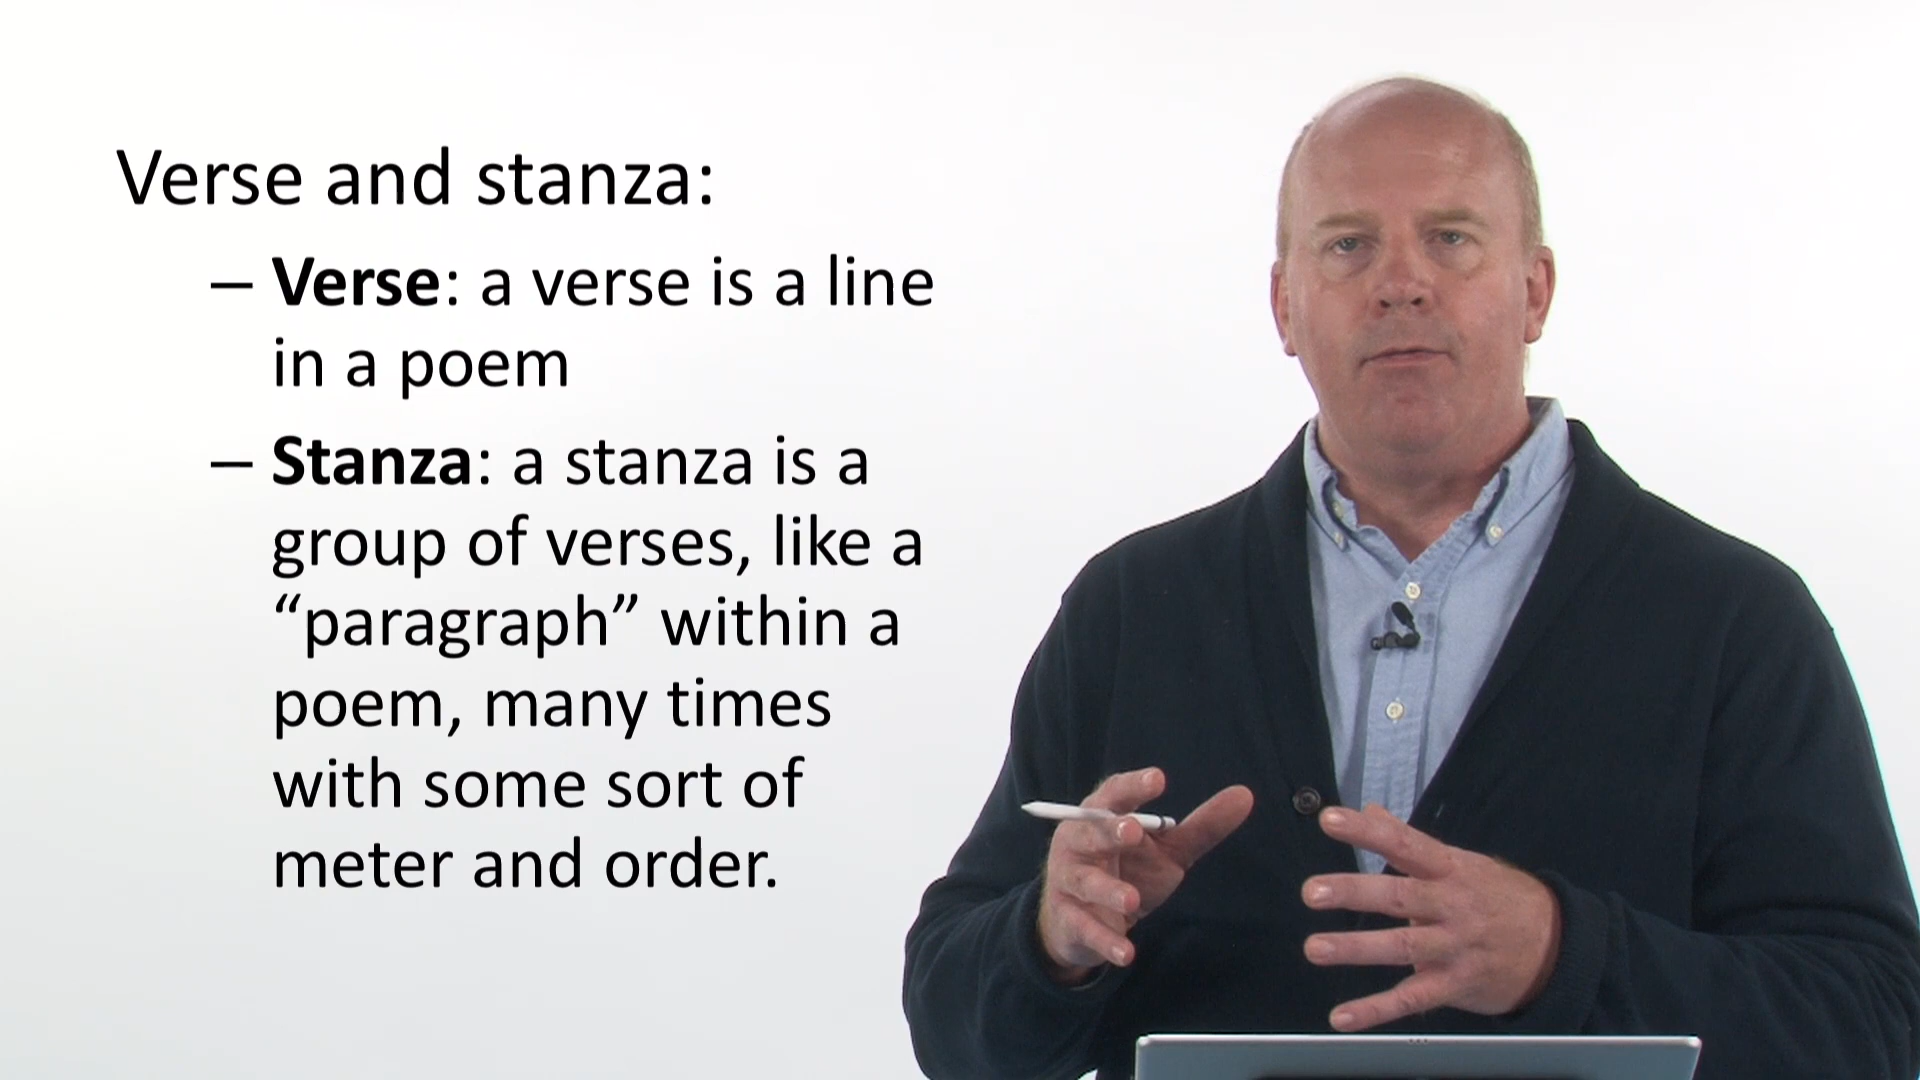 Verse and stanza:
– Verse: a verse is a line
in a poem
– Stanza: a stanza is a
group of verses, like a
“paragraph” within a
poem, many times
with some sort of
meter and order.